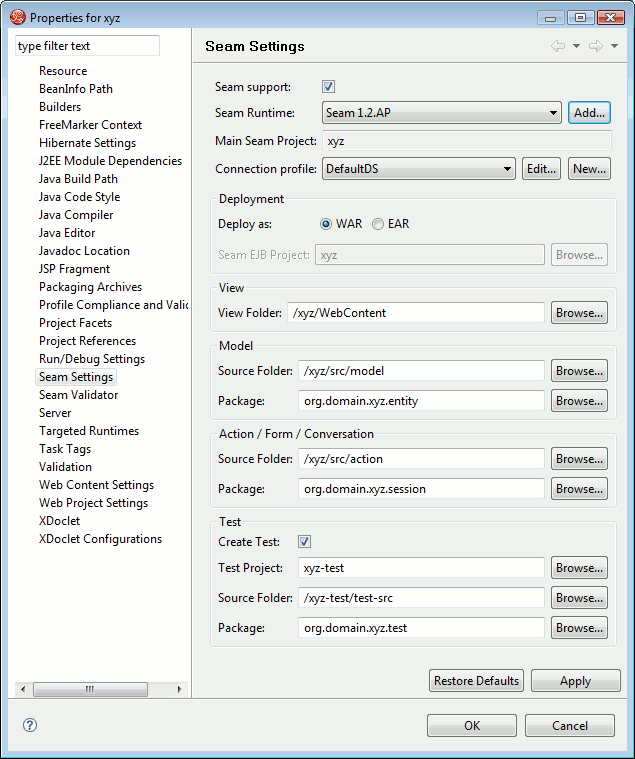 Properties for xyz
type filter text
Resource
BeanInfo Path
Builders
FreeMarker Context
Hibernate Settings
J2EE Module Dependencies
Java Build Path
Java Code Style
Java Compiler
Java Editor
Javadoc Location
JSP Fragment
Packaging Archives
Profile Compliance and Valic
Project Facets
Project References
Run/Debug Settings
Seam Settings
Seam Validator
Server
Targeted Runtimes
Task Tags
Validation
Web Content Settings
Web Project Settings
XDoclet
XDoclet Configurations
Seam Settings
Seam support:
Seam Runtime: Seam 1.2.AP Add...
Main Seam Project: xyz
Connection profile: DefaultDS Edit... New...
Deployment
Deploy as: WAR EAR
Seam EJB Project: xyz Browse...
View
View Folder: /xyz/WebContent Browse...
Model
Source Folder: /xyz/src/model Browse...
Package: org.domain.xyz.entity Browse...
Action / Form / Conversation
Source Folder: /xyz/src/action Browse...
Package: org.domain.xyz.session Browse...
Test
Create Test:
Test Project: xyz-test Browse...
Source Folder: /xyz-test/test-src Browse...
Package: org.domain.xyz.test Browse...
Restore Defaults Apply
? OK Cancel